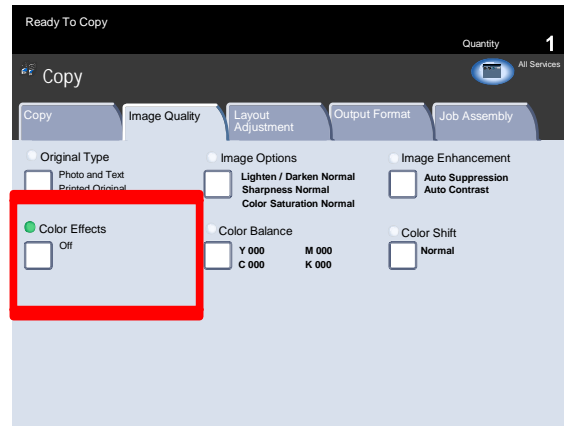 Ready To Copy
Quantity 1
Copy
All Services
Copy
Image Quality
Layout
Adjustment
Output Format
Job Assembly
Original Type
Photo and Text
Printed Original
Image Options
Lighten / Darken Normal
Sharpness Normal
Color Saturation Normal
Image Enhancement
Auto Suppression
Auto Contrast
Color Effects
Off
Color Balance
Y 000 M 000
C 000 K 000
Color Shift
Normal